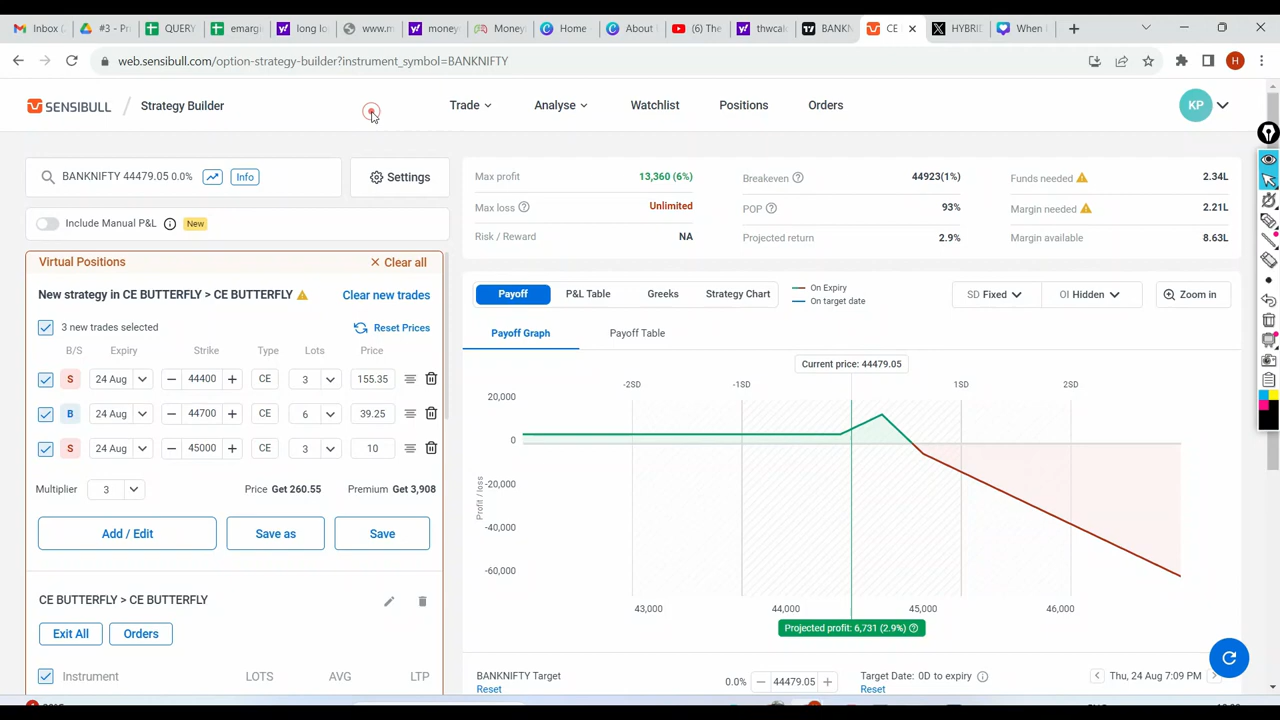 Inbox (
#3 – Pr
QUERY
emargi
long lo
www.m
money
Money
Home
About
(6) The
thwcal
BANKN
CE
HYBRI
When
web.sensibull.com/option-strategy-builder?instrument_symbol=BANKNIFTY
H
SENSIBULL / Strategy Builder
Trade
Analyse
Watchlist
Positions
Orders
KP
BANKNIFTY 44479.05 0.0%
Info
Settings
Include Manual P&L
New
Max profit 13,360 (6%)
Max loss Unlimited
Risk / Reward NA
Breakeven 44923(1%)
POP 93%
Projected return 2.9%
Funds needed 2.34L
Margin needed 2.21L
Margin available 8.63L
Virtual Positions
Clear all
New strategy in CE BUTTERFLY > CE BUTTERFLY
Clear new trades
3 new trades selected
Reset Prices
B/S Expiry Strike Type Lots Price
S 24 Aug − 44400 + CE 3 155.35
B 24 Aug − 44700 + CE 6 39.25
S 24 Aug − 45000 + CE 3 10
Multiplier 3 Price Get 260.55 Premium Get 3,908
Add / Edit
Save as
Save
CE BUTTERFLY > CE BUTTERFLY
Exit All
Orders
Instrument LOTS AVG LTP
Payoff
P&L Table
Greeks
Strategy Chart
On Expiry
On target date
SD Fixed
OI Hidden
Zoom in
Payoff Graph
Payoff Table
Current price: 44479.05
-2SD
-1SD
1SD
2SD
20,000
0
-20,000
-40,000
-60,000
Profit / loss
43,000
44,000
45,000
46,000
Projected profit: 6,731 (2.9%)
BANKNIFTY Target
Reset
0.0% − 44479.05 +
Target Date: 0D to expiry
Reset
Thu, 24 Aug 7:09 PM